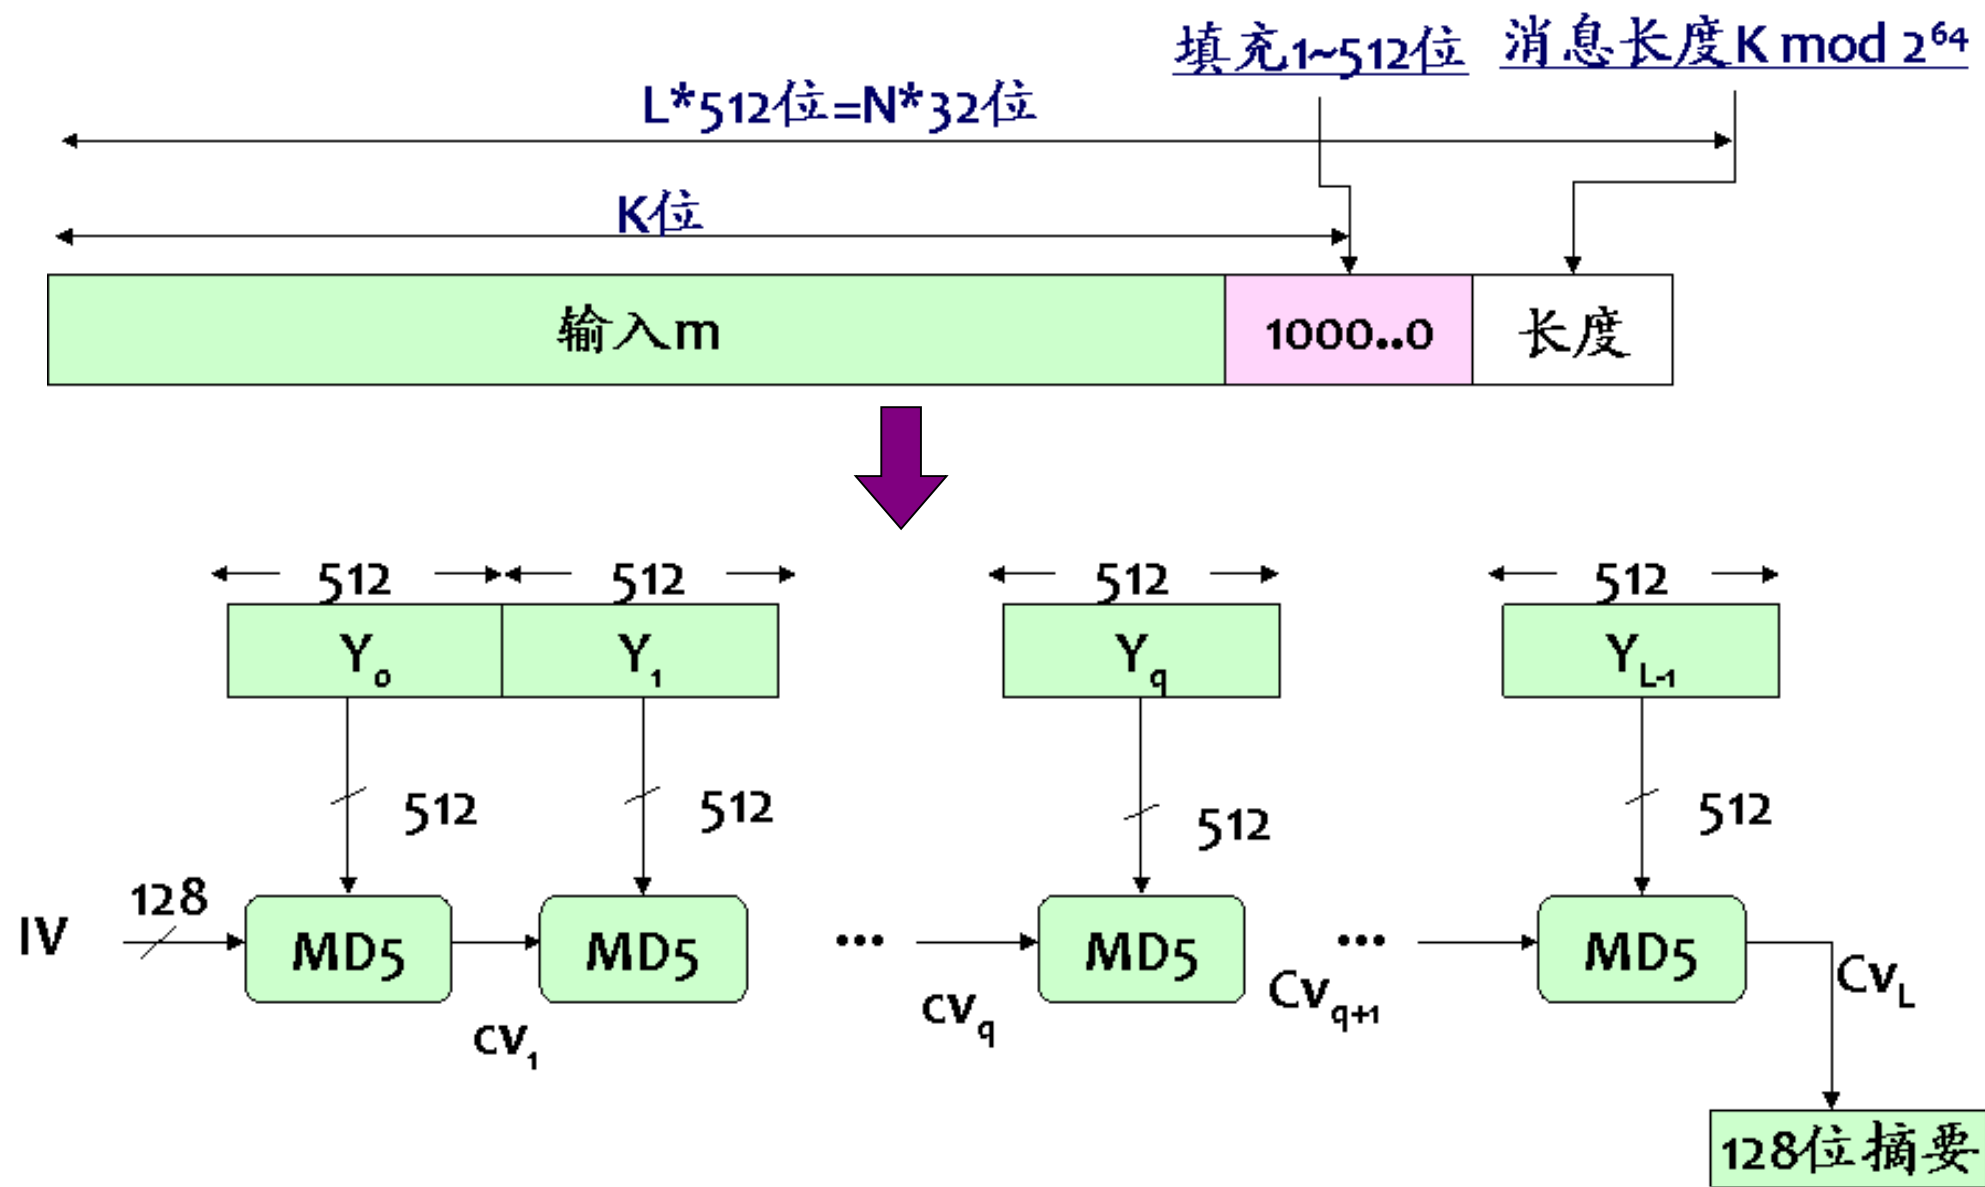 填充1~512位 消息长度K mod 2⁶⁴
L*512位=N*32位
K位
输入m 1000..0 长度
512 512 512 512
Y₀ Y₁ Y_q Y_{L-1}
512 512 512 512
IV 128 MD5 MD5 ... MD5 ... MD5
cv₁ cv_q Cv_{q+1} Cv_L
128位摘要